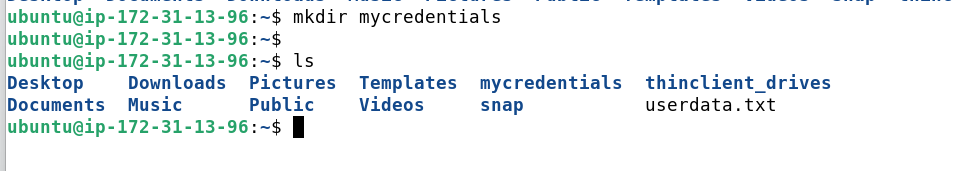 ubuntu@ip-172-31-13-96:~$ mkdir mycredentials
ubuntu@ip-172-31-13-96:~$
ubuntu@ip-172-31-13-96:~$ ls
Desktop    Downloads  Pictures  Templates  mycredentials  thinclient_drives
Documents  Music      Public    Videos     snap           userdata.txt
ubuntu@ip-172-31-13-96:~$